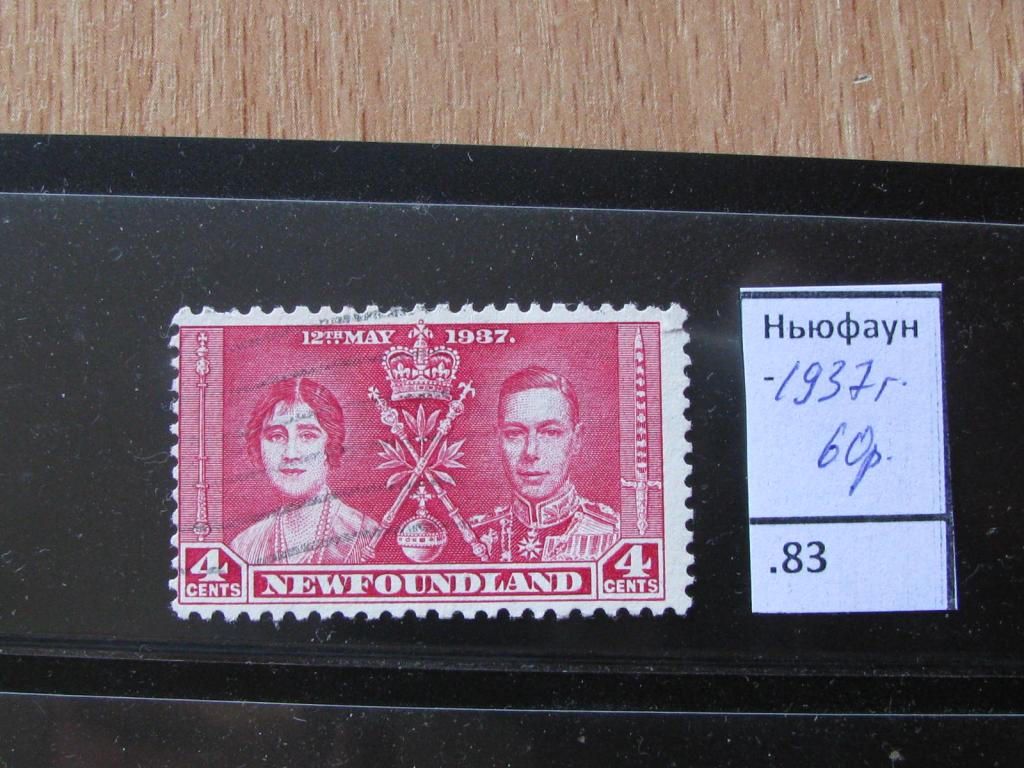 12TH MAY 1937.
4 CENTS
NEWFOUNDLAND
4 CENTS
Ньюфаун
-1937г.
60р.
.83